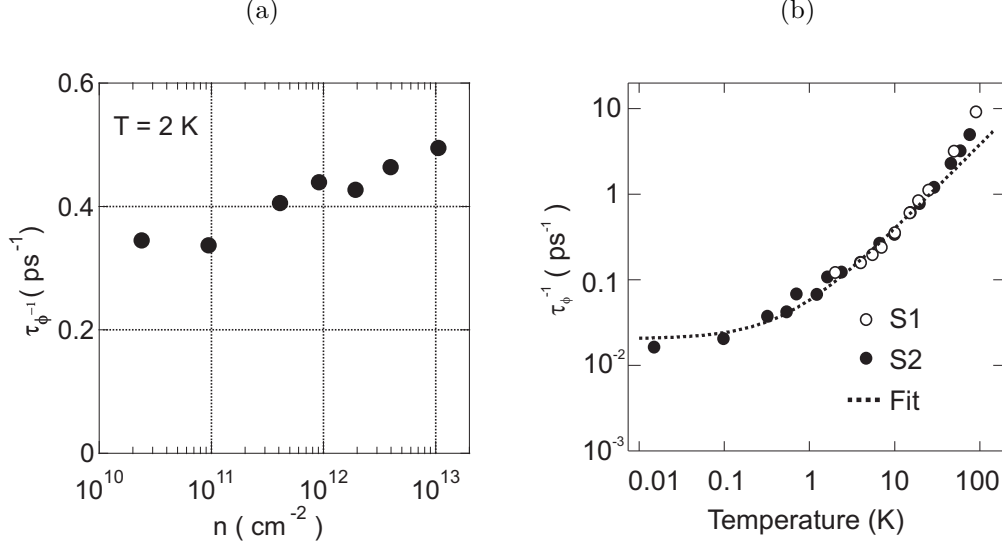 (a)
0.6
0.4
0.2
0
T = 2 K
τ_ϕ^-1 ( ps^-1 )
10^10
10^11
10^12
10^13
n ( cm^-2 )
(b)
10
1
0.1
10^-2
10^-3
τ_ϕ^-1 ( ps^-1 )
S1
S2
Fit
0.01
0.1
1
10
100
Temperature (K)